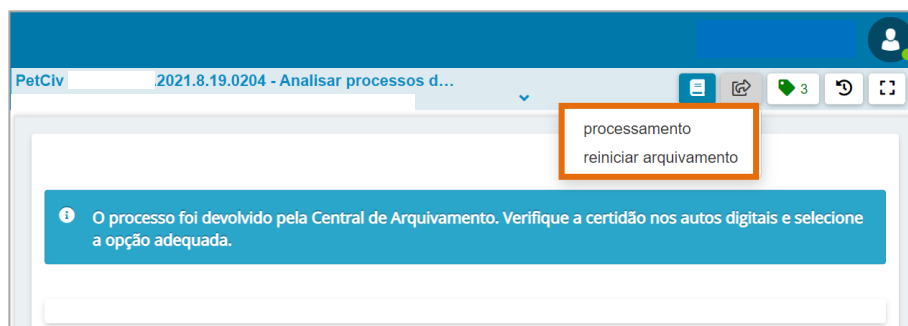 PetCiv .2021.8.19.0204 - Analisar processos d...
3
processamento
reiniciar arquivamento
O processo foi devolvido pela Central de Arquivamento. Verifique a certidão nos autos digitais e selecione
a opção adequada.